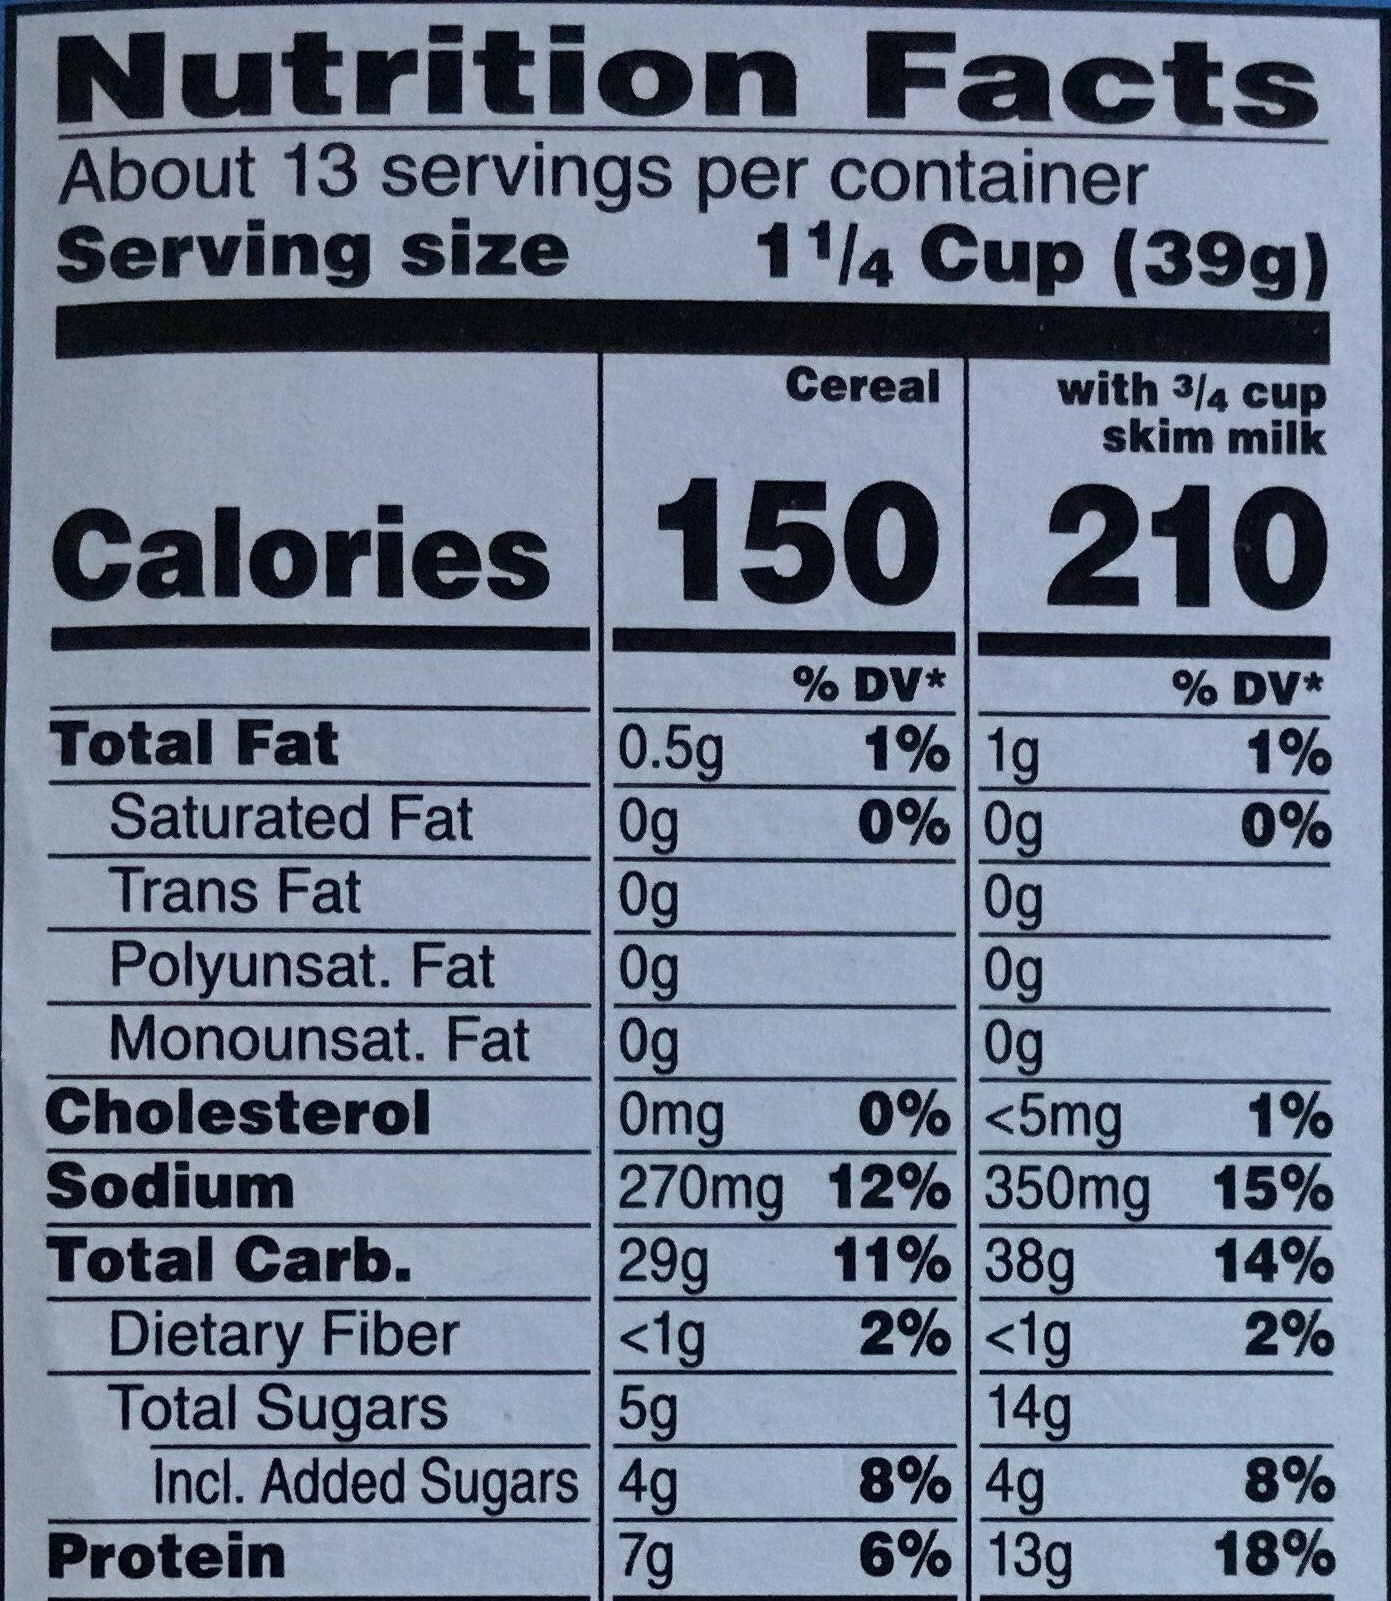 Nutrition Facts
About 13 servings per container
Serving size 1 1/4 Cup (39g)
Cereal with 3/4 cup
skim milk
Calories 150 210
% DV* % DV*
Total Fat 0.5g 1% 1g 1%
Saturated Fat 0g 0% 0g 0%
Trans Fat 0g 0g
Polyunsat. Fat 0g 0g
Monounsat. Fat 0g 0g
Cholesterol 0mg 0% <5mg 1%
Sodium 270mg 12% 350mg 15%
Total Carb. 29g 11% 38g 14%
Dietary Fiber <1g 2% <1g 2%
Total Sugars 5g 14g
Incl. Added Sugars 4g 8% 4g 8%
Protein 7g 6% 13g 18%